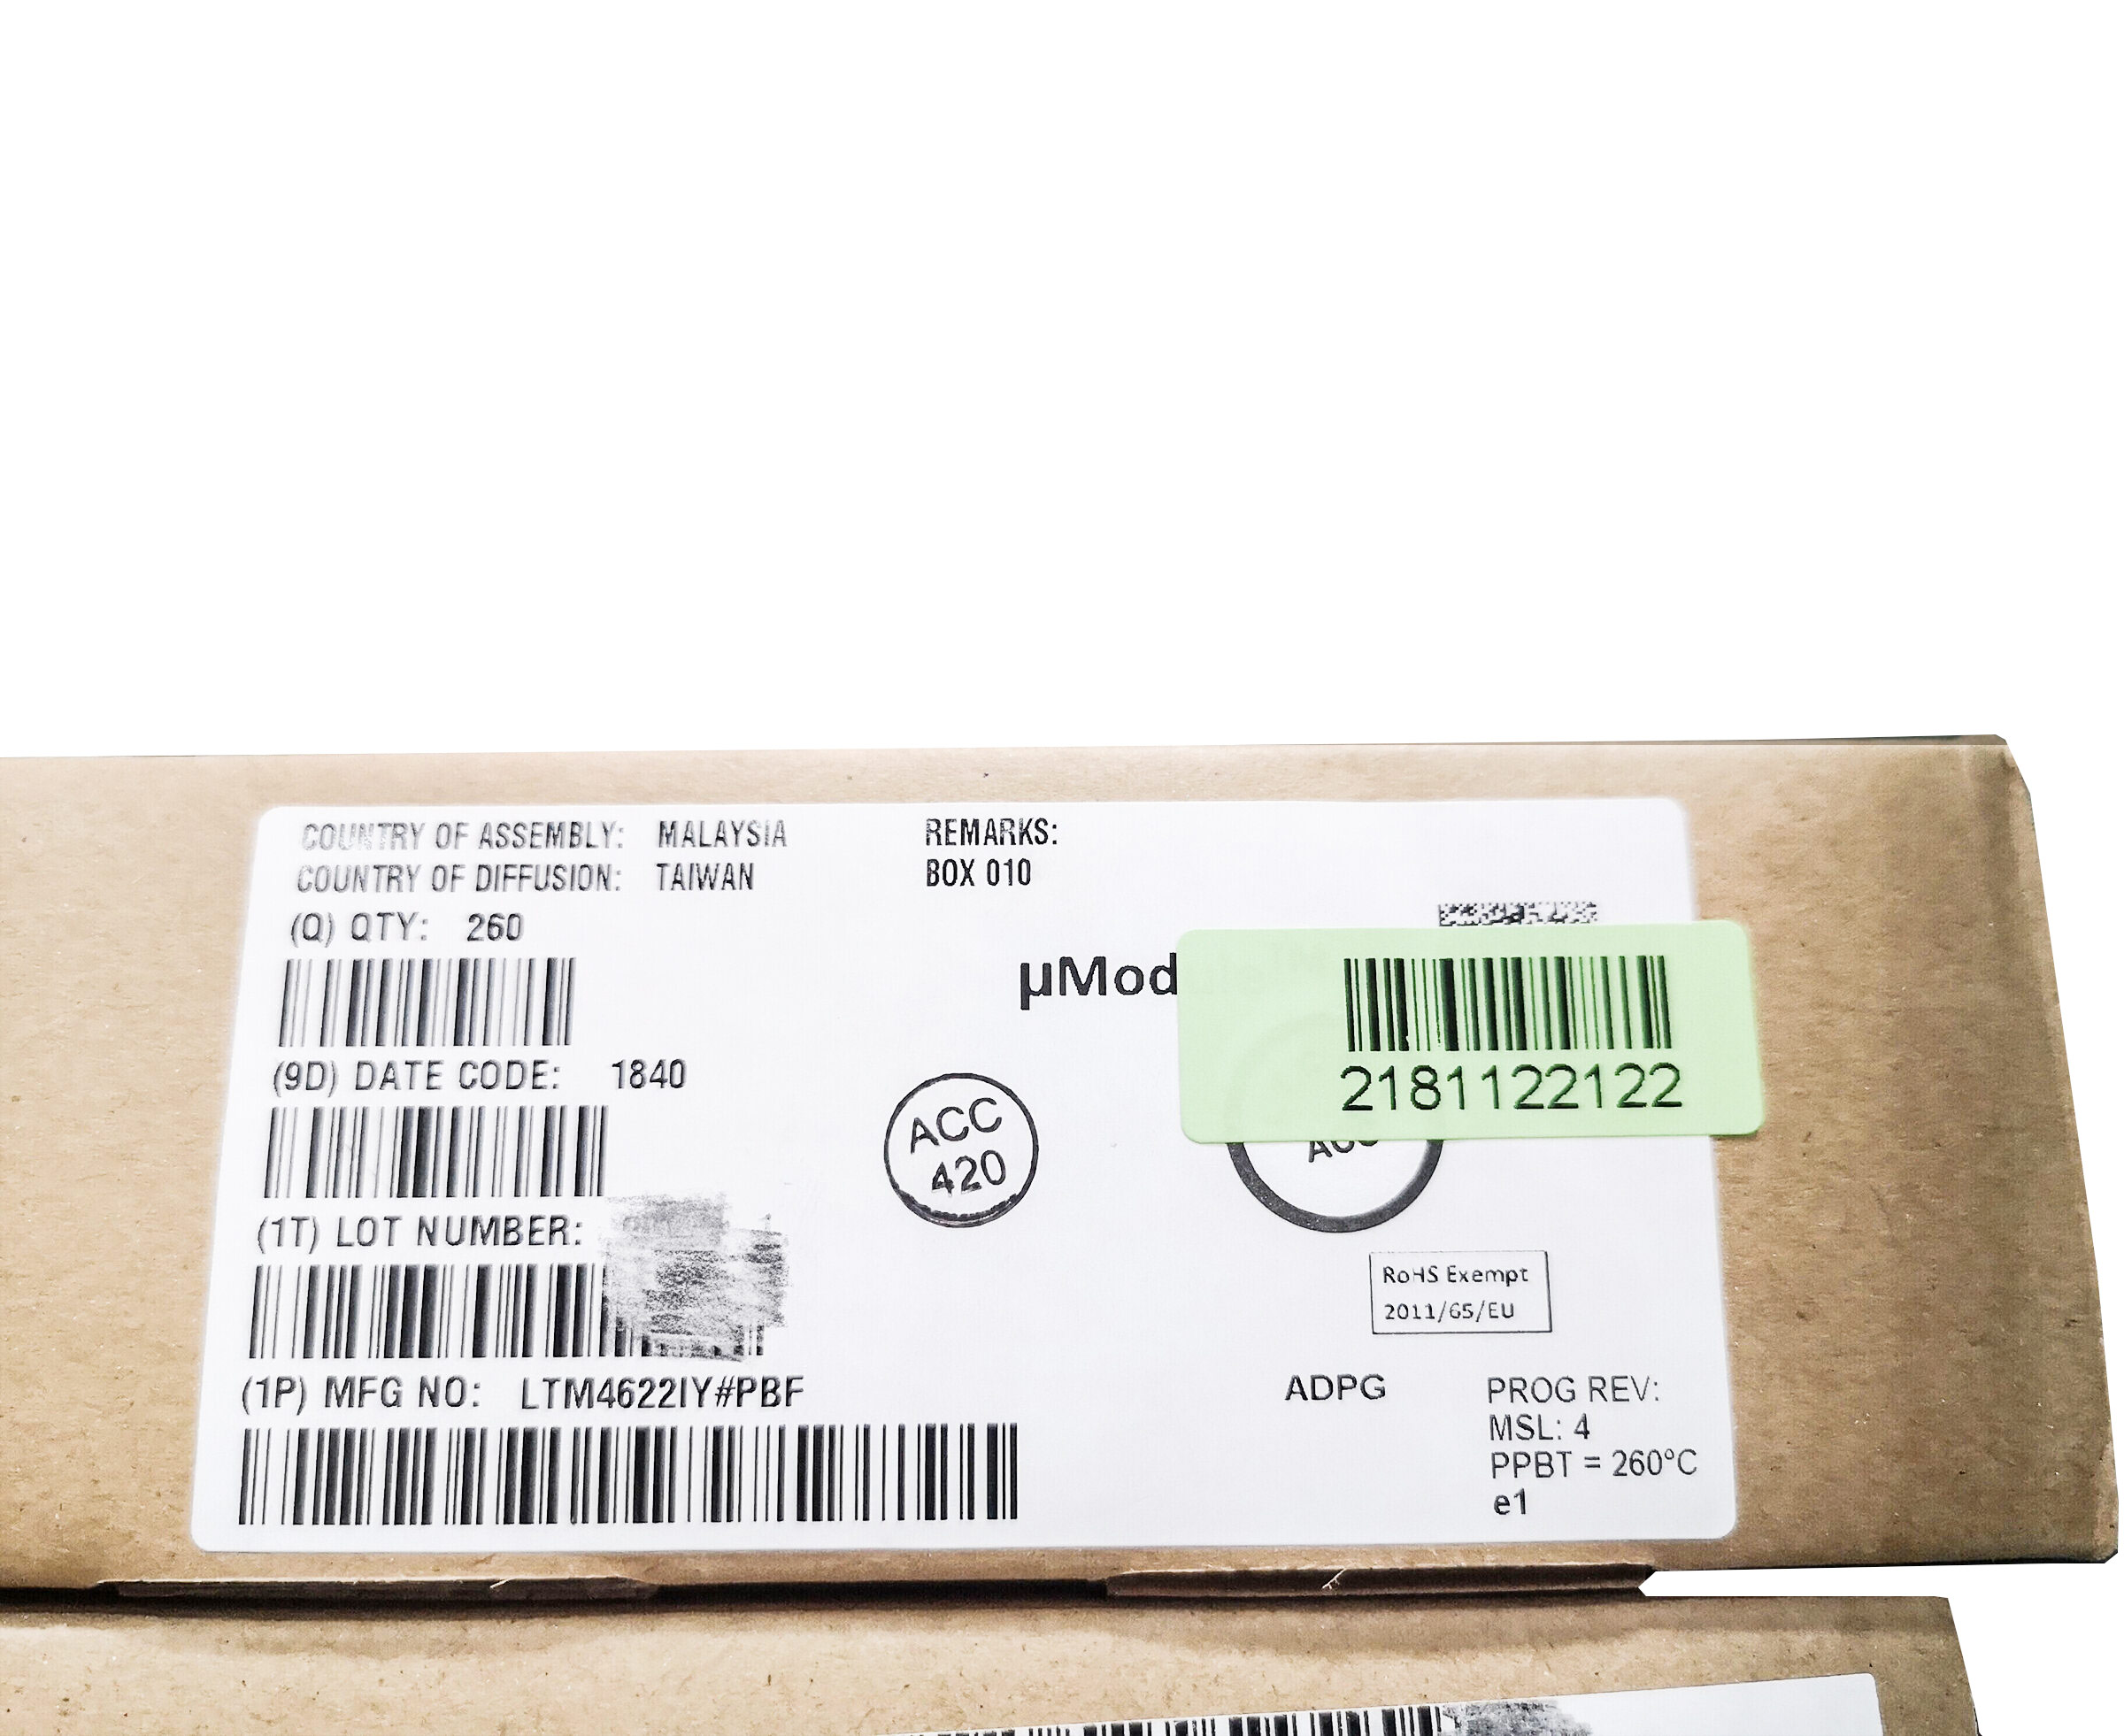 COUNTRY OF ASSEMBLY: MALAYSIA
COUNTRY OF DIFFUSION: TAIWAN
REMARKS:
BOX 010
(Q) QTY: 260
µMod
2181122122
(9D) DATE CODE: 1840
ACC
420
(1T) LOT NUMBER:
RoHS Exempt
2011/65/EU
(1P) MFG NO: LTM4622IY#PBF
ADPG
PROG REV:
MSL: 4
PPBT = 260°C
e1